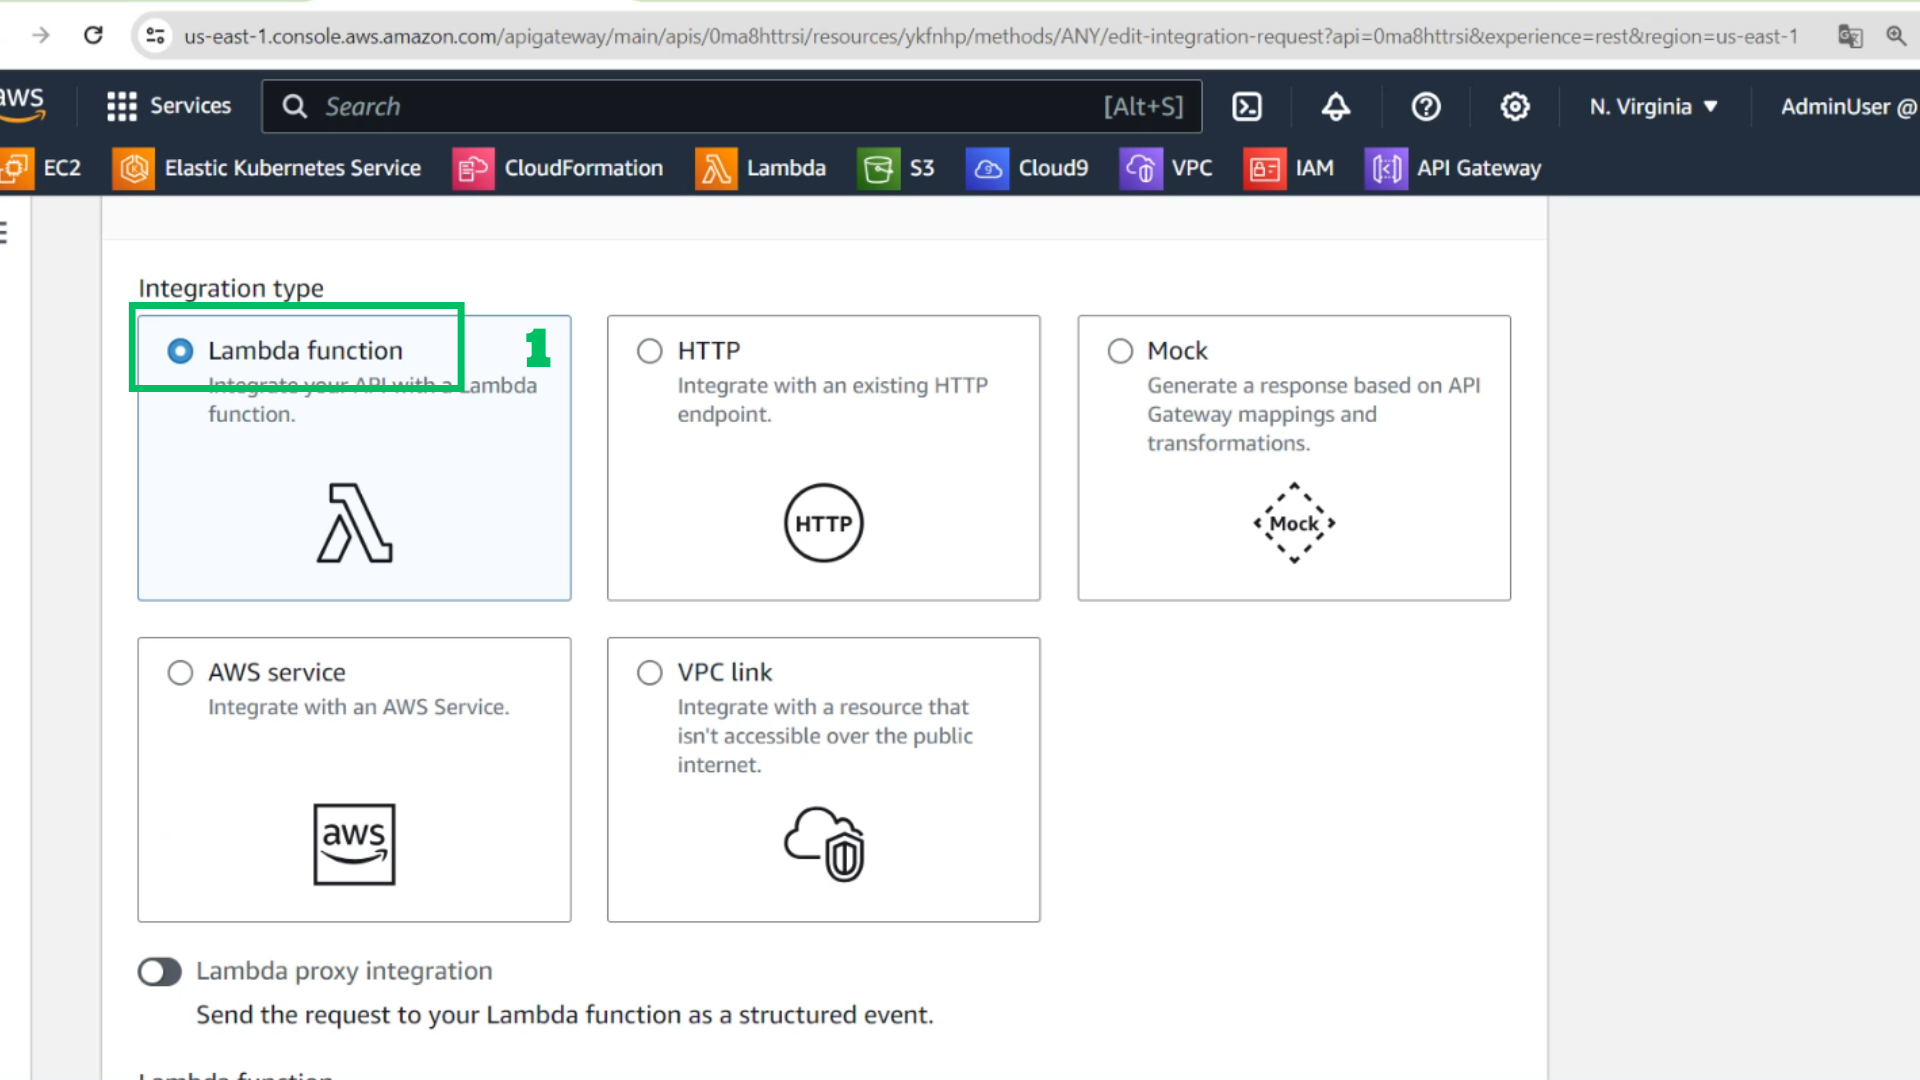 us-east-1.console.aws.amazon.com/apigateway/main/apis/0ma8httrsi/resources/ykfnhp/methods/ANY/edit-integration-request?api=0ma8httrsi&experience=rest&region=us-east-1
aws Services Search [Alt+S] N. Virginia ▼ AdminUser @
EC2 Elastic Kubernetes Service CloudFormation Lambda S3 Cloud9 VPC IAM API Gateway
Integration type
Lambda function 1
Integrate your API with a Lambda
function.
HTTP
Integrate with an existing HTTP
endpoint.
HTTP
Mock
Generate a response based on API
Gateway mappings and
transformations.
Mock
AWS service
Integrate with an AWS Service.
aws
VPC link
Integrate with a resource that
isn't accessible over the public
internet.
Lambda proxy integration
Send the request to your Lambda function as a structured event.
Lambda function